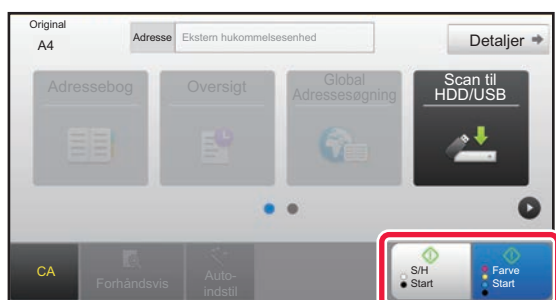 Original
A4
Adresse
Ekstern hukommelsesenhed
Detaljer
Adressebog
Oversigt
Global
Adressesøgning
Scan til
HDD/USB
CA
Forhåndsvis
Auto-
indstil
S/H
Start
Farve
Start